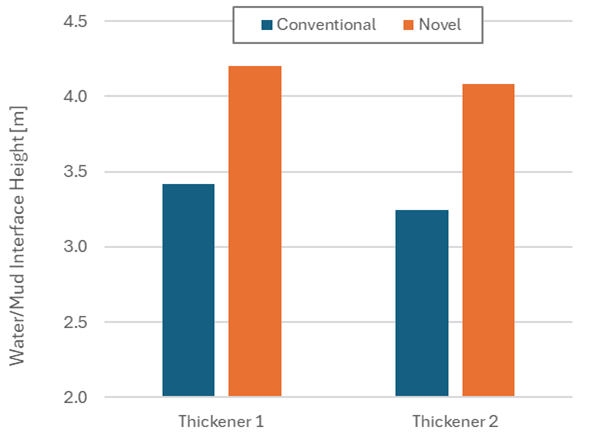 4.5
Conventional Novel
4.0
3.5
3.0
2.5
2.0
Water/Mud Interface Height [m]
Thickener 1 Thickener 2